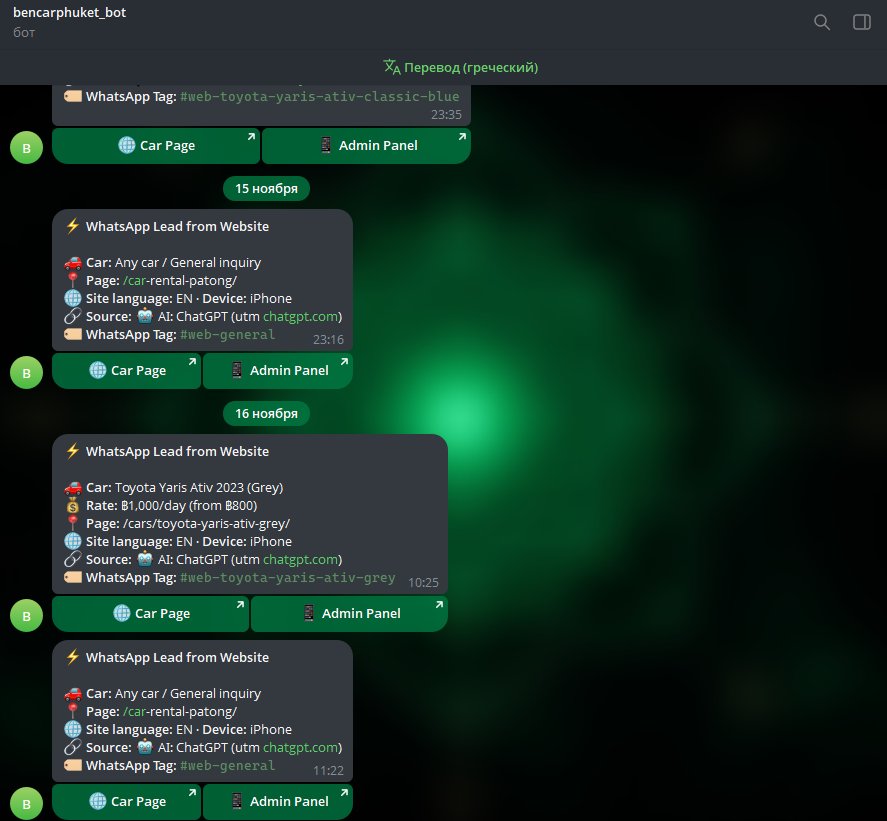 bencarphuket_bot
бот
Перевод (греческий)
WhatsApp Tag: #web-toyota-yaris-ativ-classic-blue
23:35
B
Car Page
Admin Panel
15 ноября
WhatsApp Lead from Website
Car: Any car / General inquiry
Page: /car-rental-patong/
Site language: EN · Device: iPhone
Source: AI: ChatGPT (utm chatgpt.com)
WhatsApp Tag: #web-general
23:16
B
Car Page
Admin Panel
16 ноября
WhatsApp Lead from Website
Car: Toyota Yaris Ativ 2023 (Grey)
Rate: ฿1,000/day (from ฿800)
Page: /cars/toyota-yaris-ativ-grey/
Site language: EN · Device: iPhone
Source: AI: ChatGPT (utm chatgpt.com)
WhatsApp Tag: #web-toyota-yaris-ativ-grey
10:25
B
Car Page
Admin Panel
WhatsApp Lead from Website
Car: Any car / General inquiry
Page: /car-rental-patong/
Site language: EN · Device: iPhone
Source: AI: ChatGPT (utm chatgpt.com)
WhatsApp Tag: #web-general
11:22
B
Car Page
Admin Panel